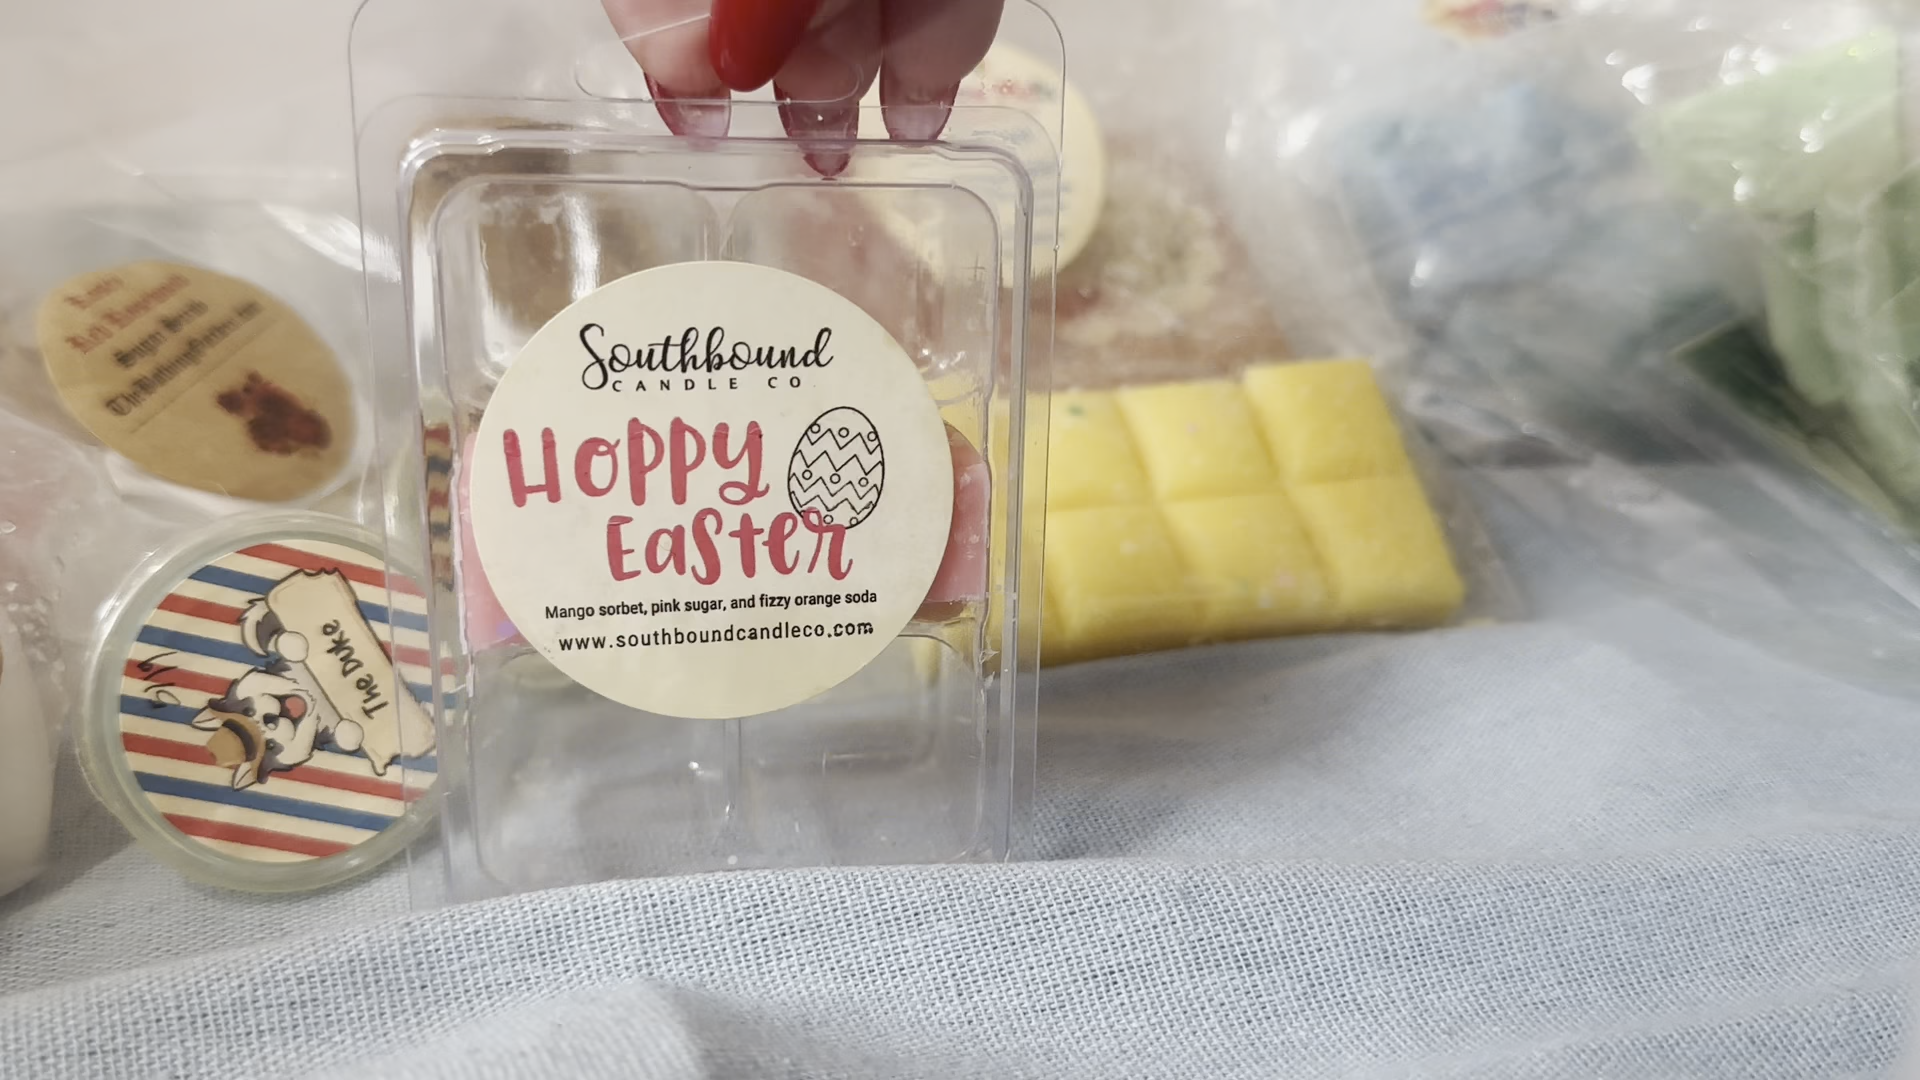 Southbound
CANDLE CO.
Hoppy
Easter
Mango sorbet, pink sugar, and fizzy orange soda
www.southboundcandleco.com
The Duke